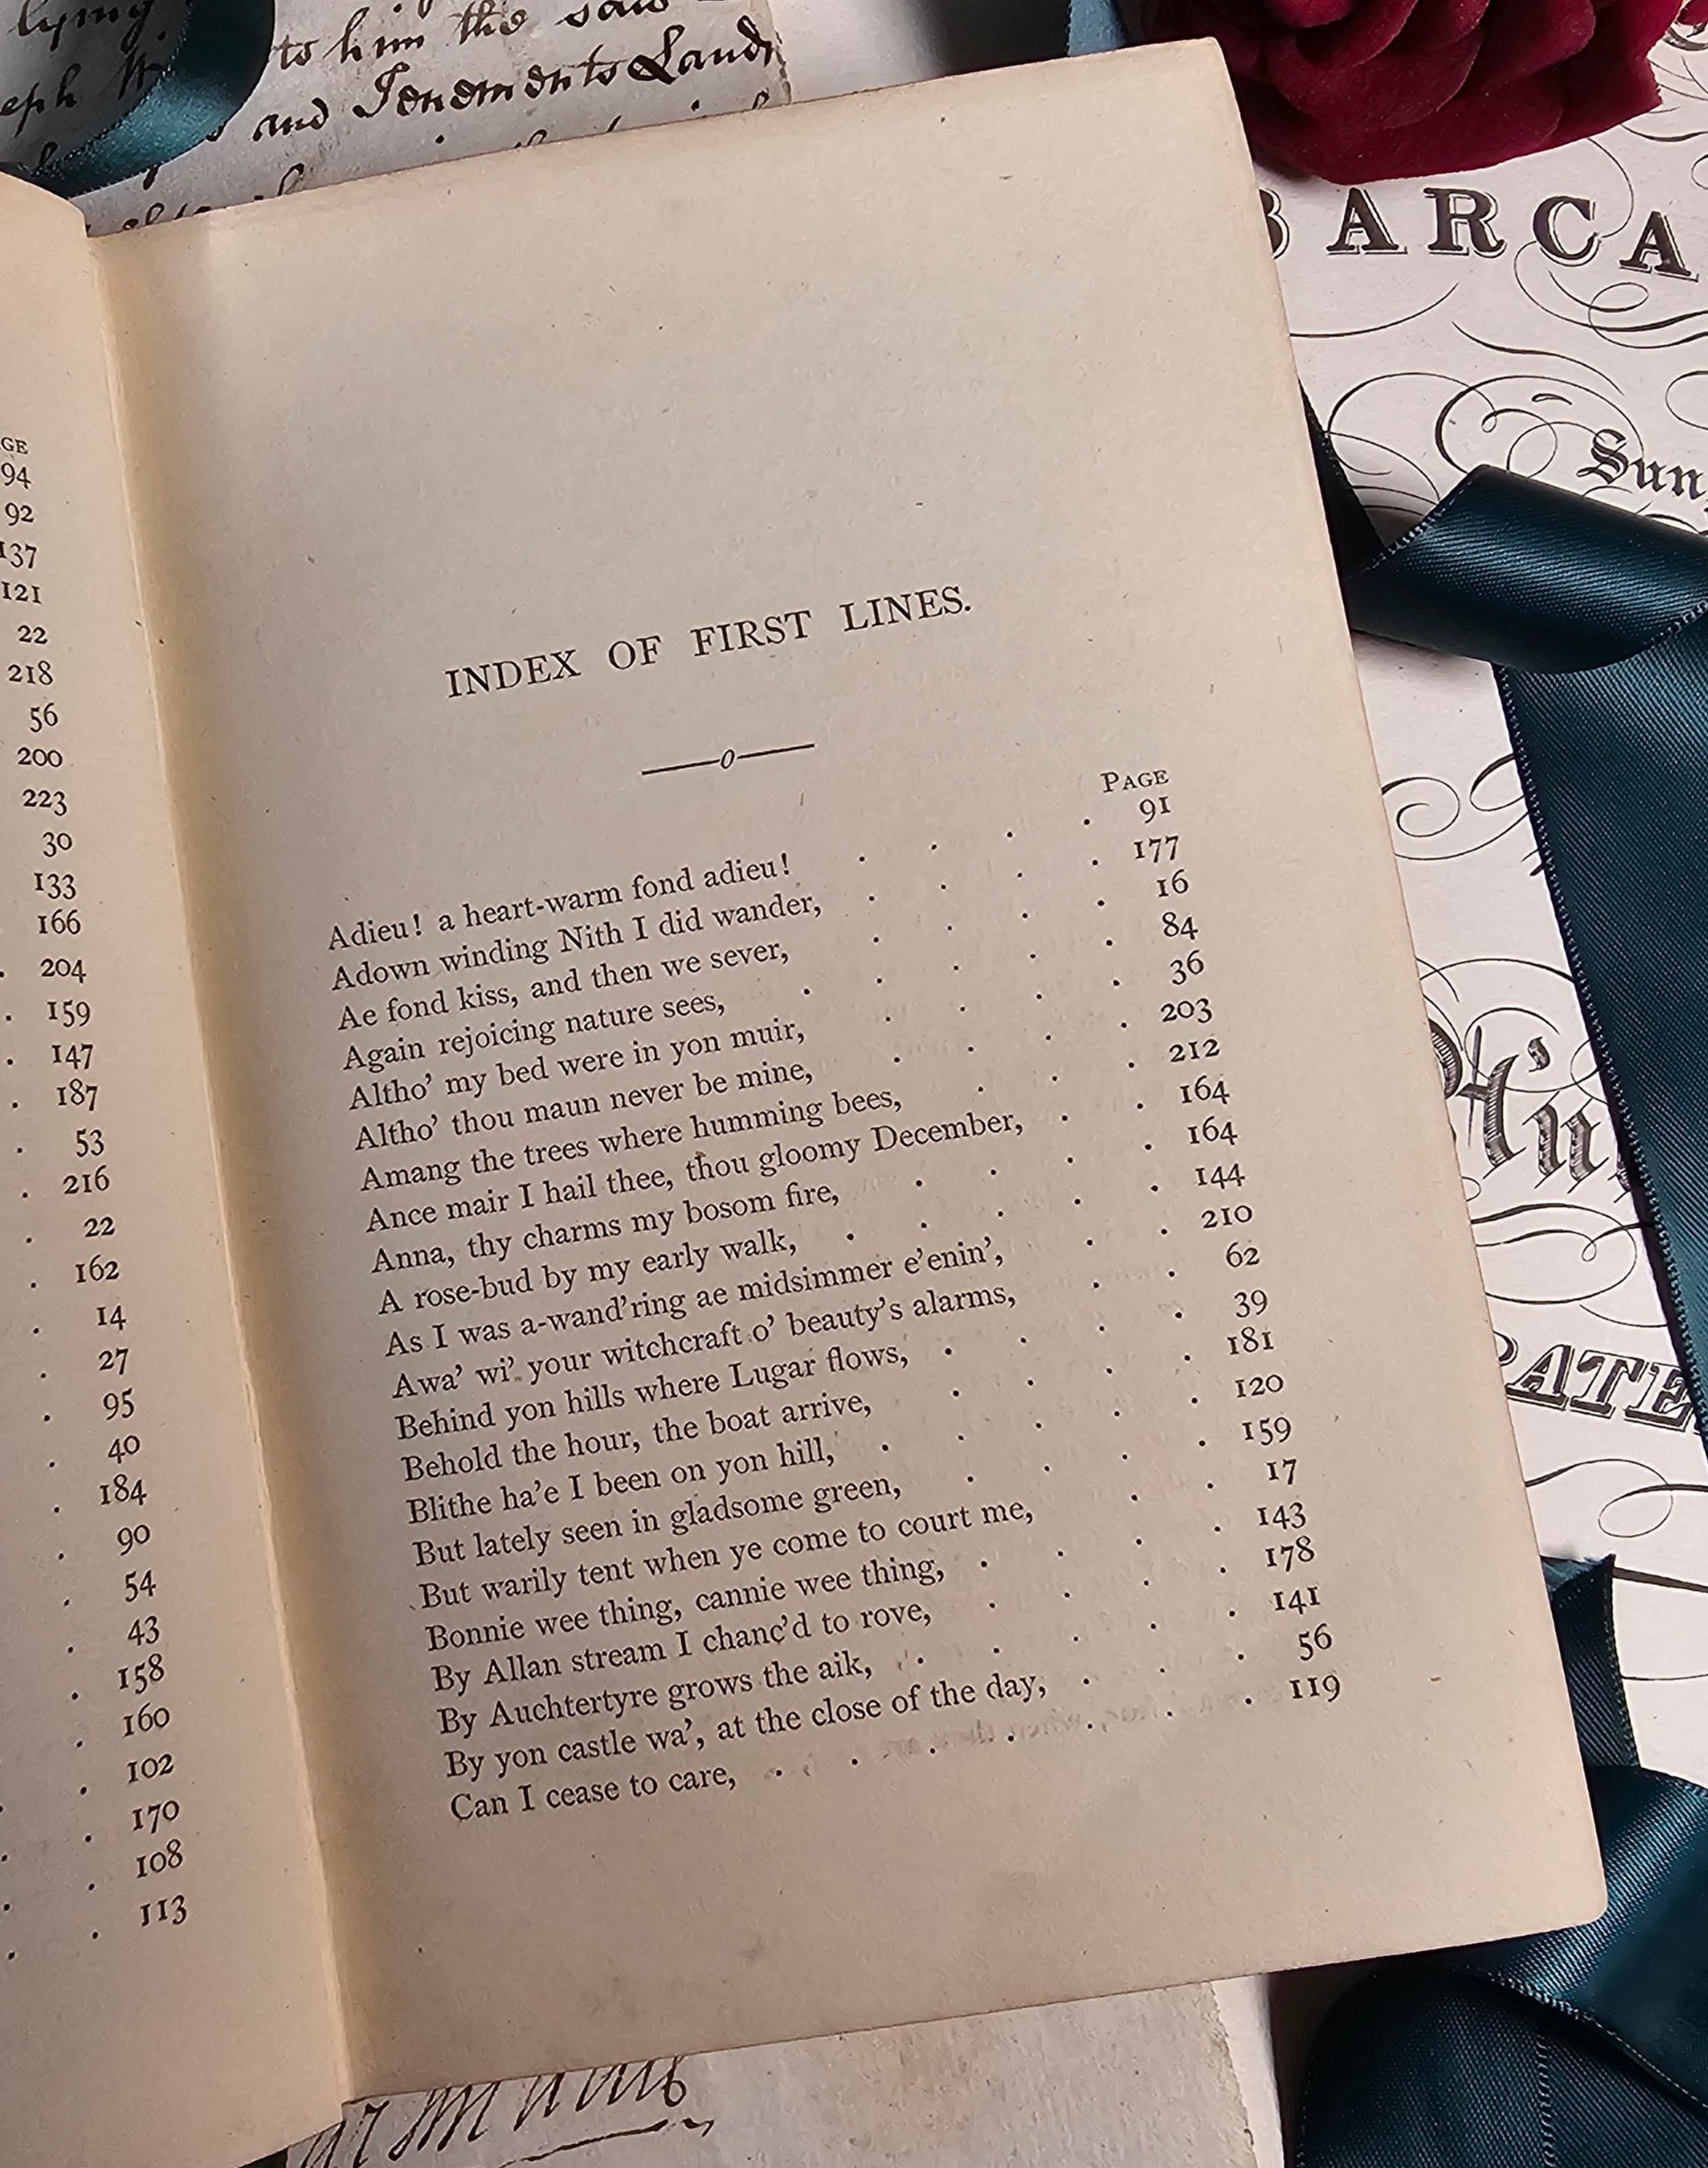 lying
to him the said
and Tenements Lands
BARCA
Sun
GE
94
92
137
121
22
218
56
200
223
30
133
166
. 204
. 159
. 147
. 187
. 53
. 216
. 22
. 162
. 14
. 27
. 95
. 40
. 184
. 90
. 54
. 43
. 158
. 160
. 102
. 170
. 108
. 113
INDEX OF FIRST LINES.
PAGE
Adieu! a heart-warm fond adieu! . . . . 91
Adown winding Nith I did wander, . . . . 177
Ae fond kiss, and then we sever, . . . . 16
Again rejoicing nature sees, . . . . . 84
Altho' my bed were in yon muir, . . . . 36
Altho' thou maun never be mine, . . . . 203
Amang the trees where humming bees, . . . 212
Ance mair I hail thee, thou gloomy December, . . 164
Anna, thy charms my bosom fire, . . . . 164
A rose-bud by my early walk, . . . . . 144
As I was a-wand'ring ae midsimmer e'enin', . . 210
Awa' wi' your witchcraft o' beauty's alarms, . . 62
Behind yon hills where Lugar flows, . . . . 39
Behold the hour, the boat arrive, . . . . 181
Blithe ha'e I been on yon hill, . . . . . 120
But lately seen in gladsome green, . . . . 159
But warily tent when ye come to court me, . . 17
Bonnie wee thing, cannie wee thing, . . . . 143
By Allan stream I chanc'd to rove, . . . . 178
By Auchtertyre grows the aik, . . . . . 141
By yon castle wa', at the close of the day, . . . 56
Can I cease to care, . . . . . . . 119